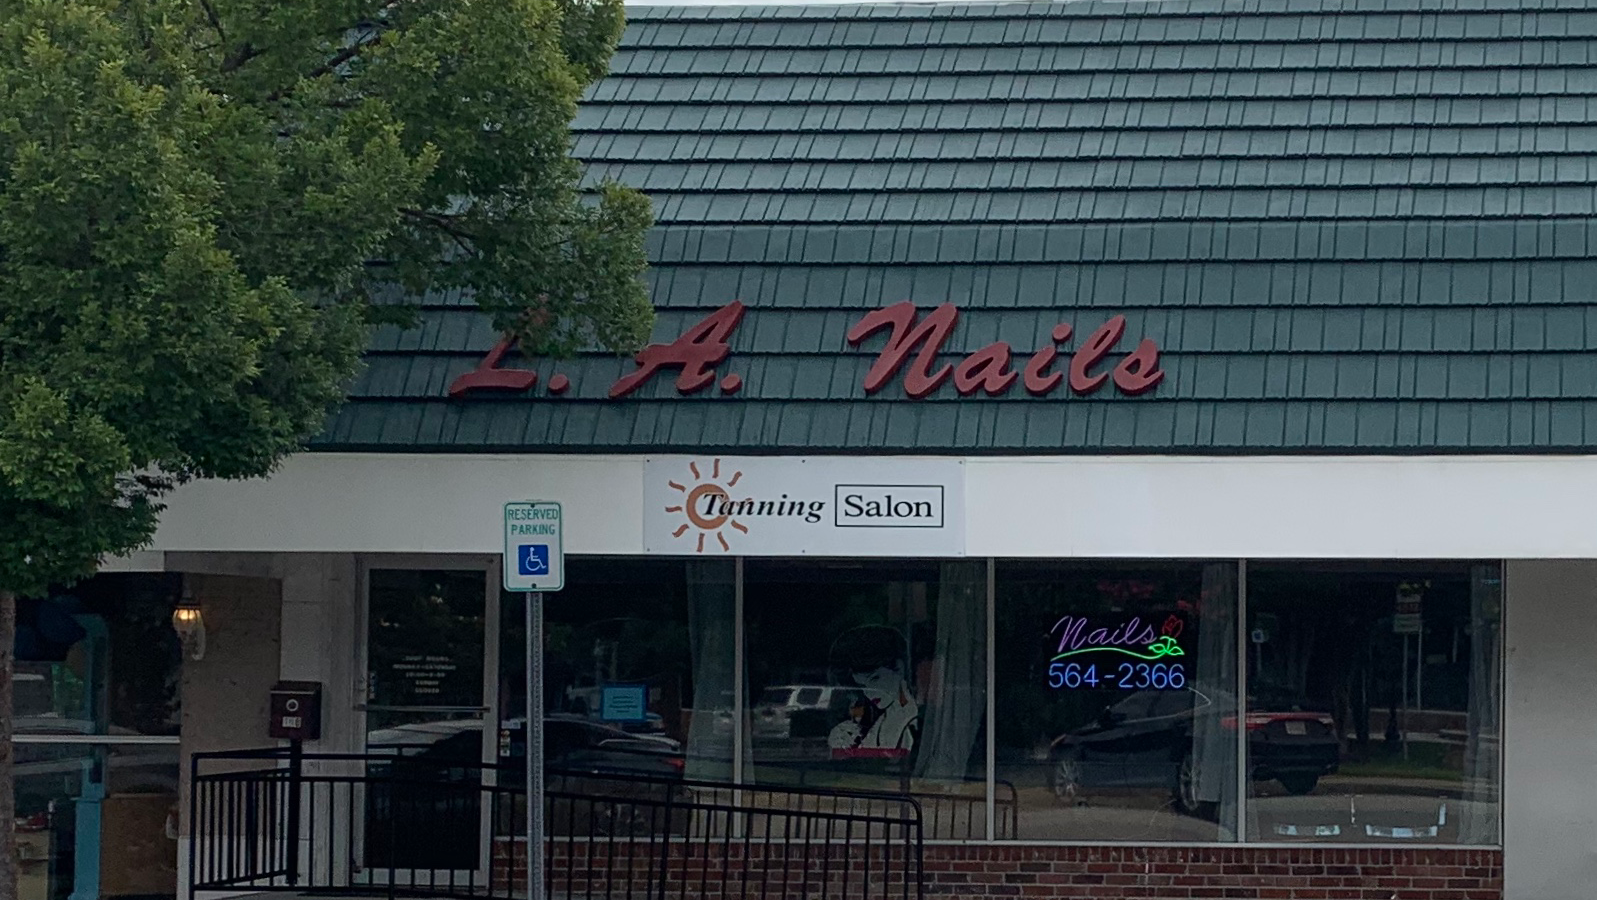 L. A. Nails
Tanning Salon
RESERVED
PARKING
Nails
564-2366